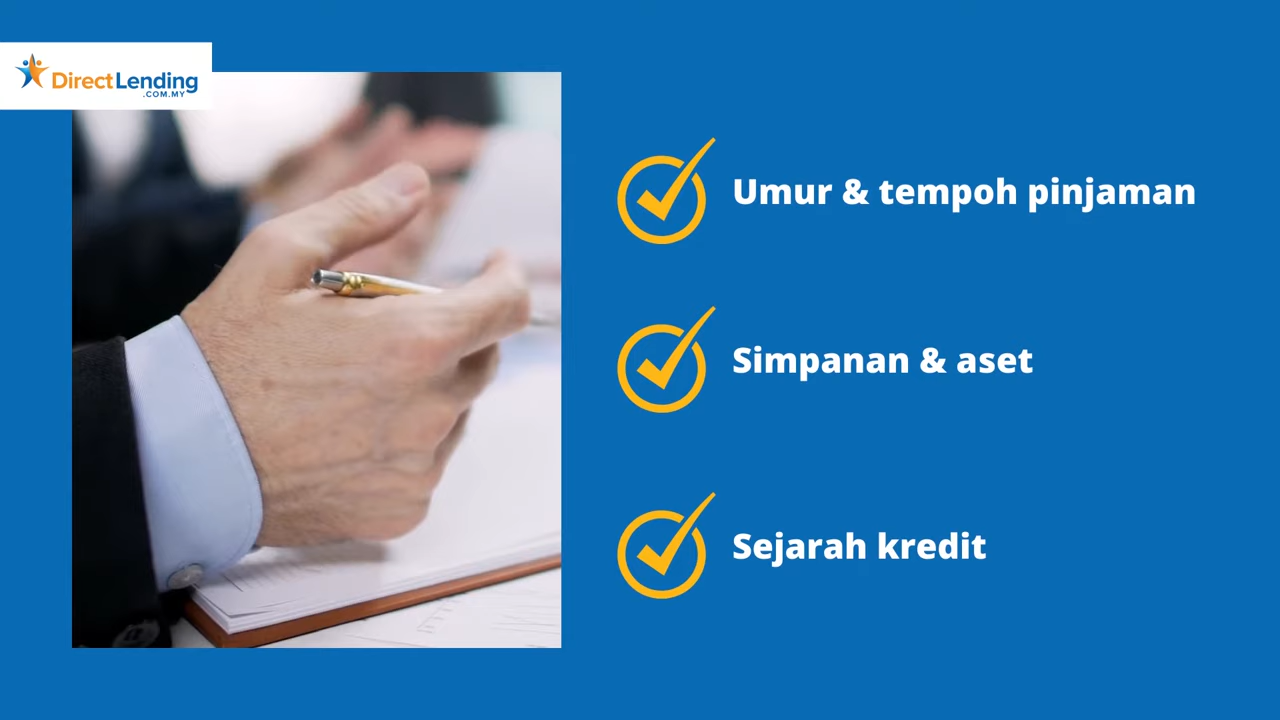 DirectLending
.COM.MY
Umur & tempoh pinjaman
Simpanan & aset
Sejarah kredit